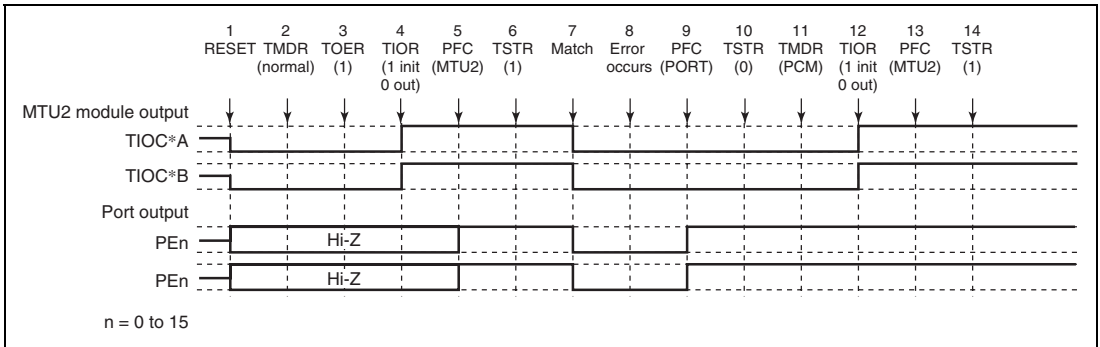 1 2 3 4 5 6 7 8 9 10 11 12 13 14
RESET TMDR TOER TIOR PFC TSTR Match Error PFC TSTR TMDR TIOR PFC TSTR
(normal) (1) (1 init (MTU2) (1) occurs (PORT) (0) (PCM) (1 init (MTU2) (1)
0 out) 0 out)
MTU2 module output
TIOC*A
TIOC*B
Port output
PEn Hi-Z
PEn Hi-Z
n = 0 to 15